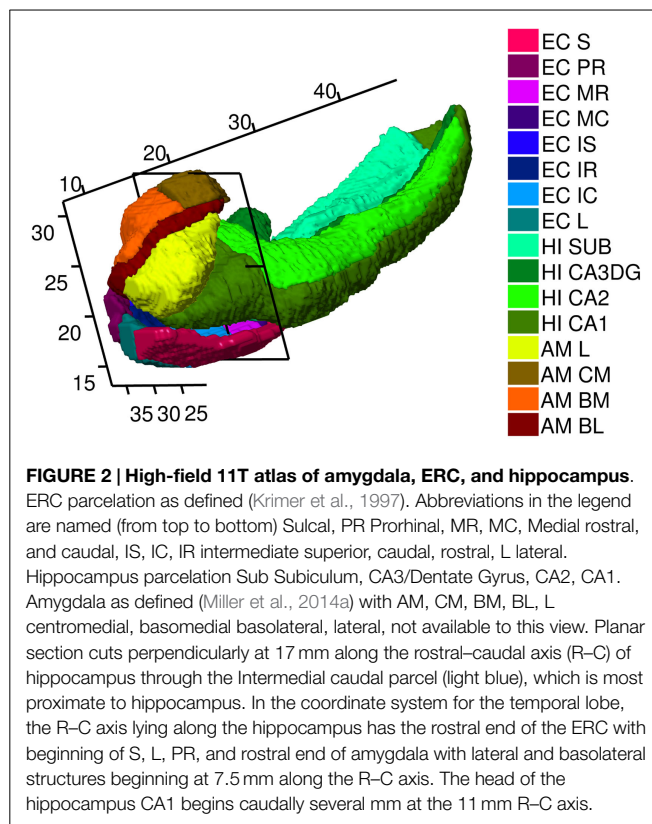 40
30
20
10
30
25
20
15
35 30 25
EC S
EC PR
EC MR
EC MC
EC IS
EC IR
EC IC
EC L
HI SUB
HI CA3DG
HI CA2
HI CA1
AM L
AM CM
AM BM
AM BL
FIGURE 2 | High-field 11T atlas of amygdala, ERC, and hippocampus.
ERC parcelation as defined (Krimer et al., 1997). Abbreviations in the legend
are named (from top to bottom) Sulcal, PR Prorhinal, MR, MC, Medial rostral,
and caudal, IS, IC, IR intermediate superior, caudal, rostral, L lateral.
Hippocampus parcelation Sub Subiculum, CA3/Dentate Gyrus, CA2, CA1.
Amygdala as defined (Miller et al., 2014a) with AM, CM, BM, BL, L
centromedial, basomedial basolateral, lateral, not available to this view. Planar
section cuts perpendicularly at 17 mm along the rostral–caudal axis (R–C) of
hippocampus through the Intermedial caudal parcel (light blue), which is most
proximate to hippocampus. In the coordinate system for the temporal lobe,
the R–C axis lying along the hippocampus has the rostral end of the ERC with
beginning of S, L, PR, and rostral end of amygdala with lateral and basolateral
structures beginning at 7.5 mm along the R–C axis. The head of the
hippocampus CA1 begins caudally several mm at the 11 mm R–C axis.